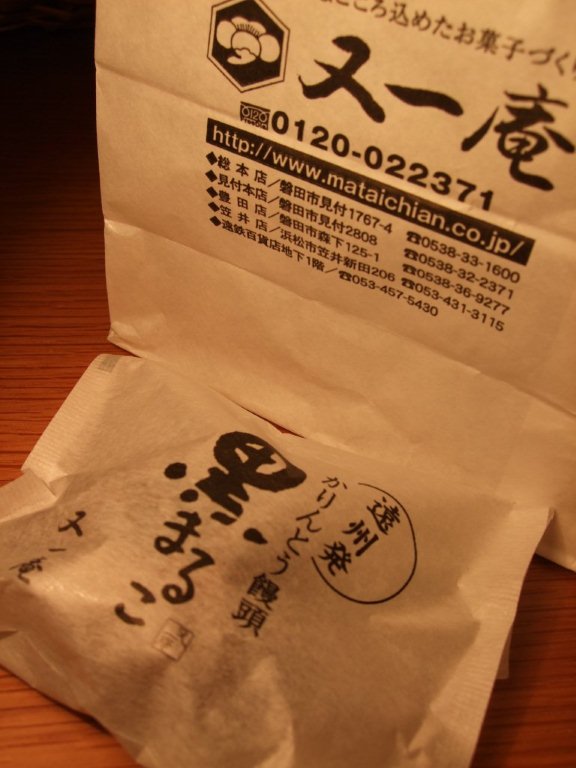 こころ込めたお菓子づく
又一庵
0120-022371
http://www.mataichian.co.jp/
◆総本店/磐田市見付1767-4 ☎0538-33-1600
◆見付本店/磐田市見付2808 ☎0538-32-2371
◆豊田店/磐田市森下125-1 ☎0538-36-9277
◆笠井店/浜松市笠井新田206 ☎053-431-3115
◆遠鉄百貨店地下1階/☎053-457-5430
遠州発
かりんとう饅頭
黒まるこ
又一庵